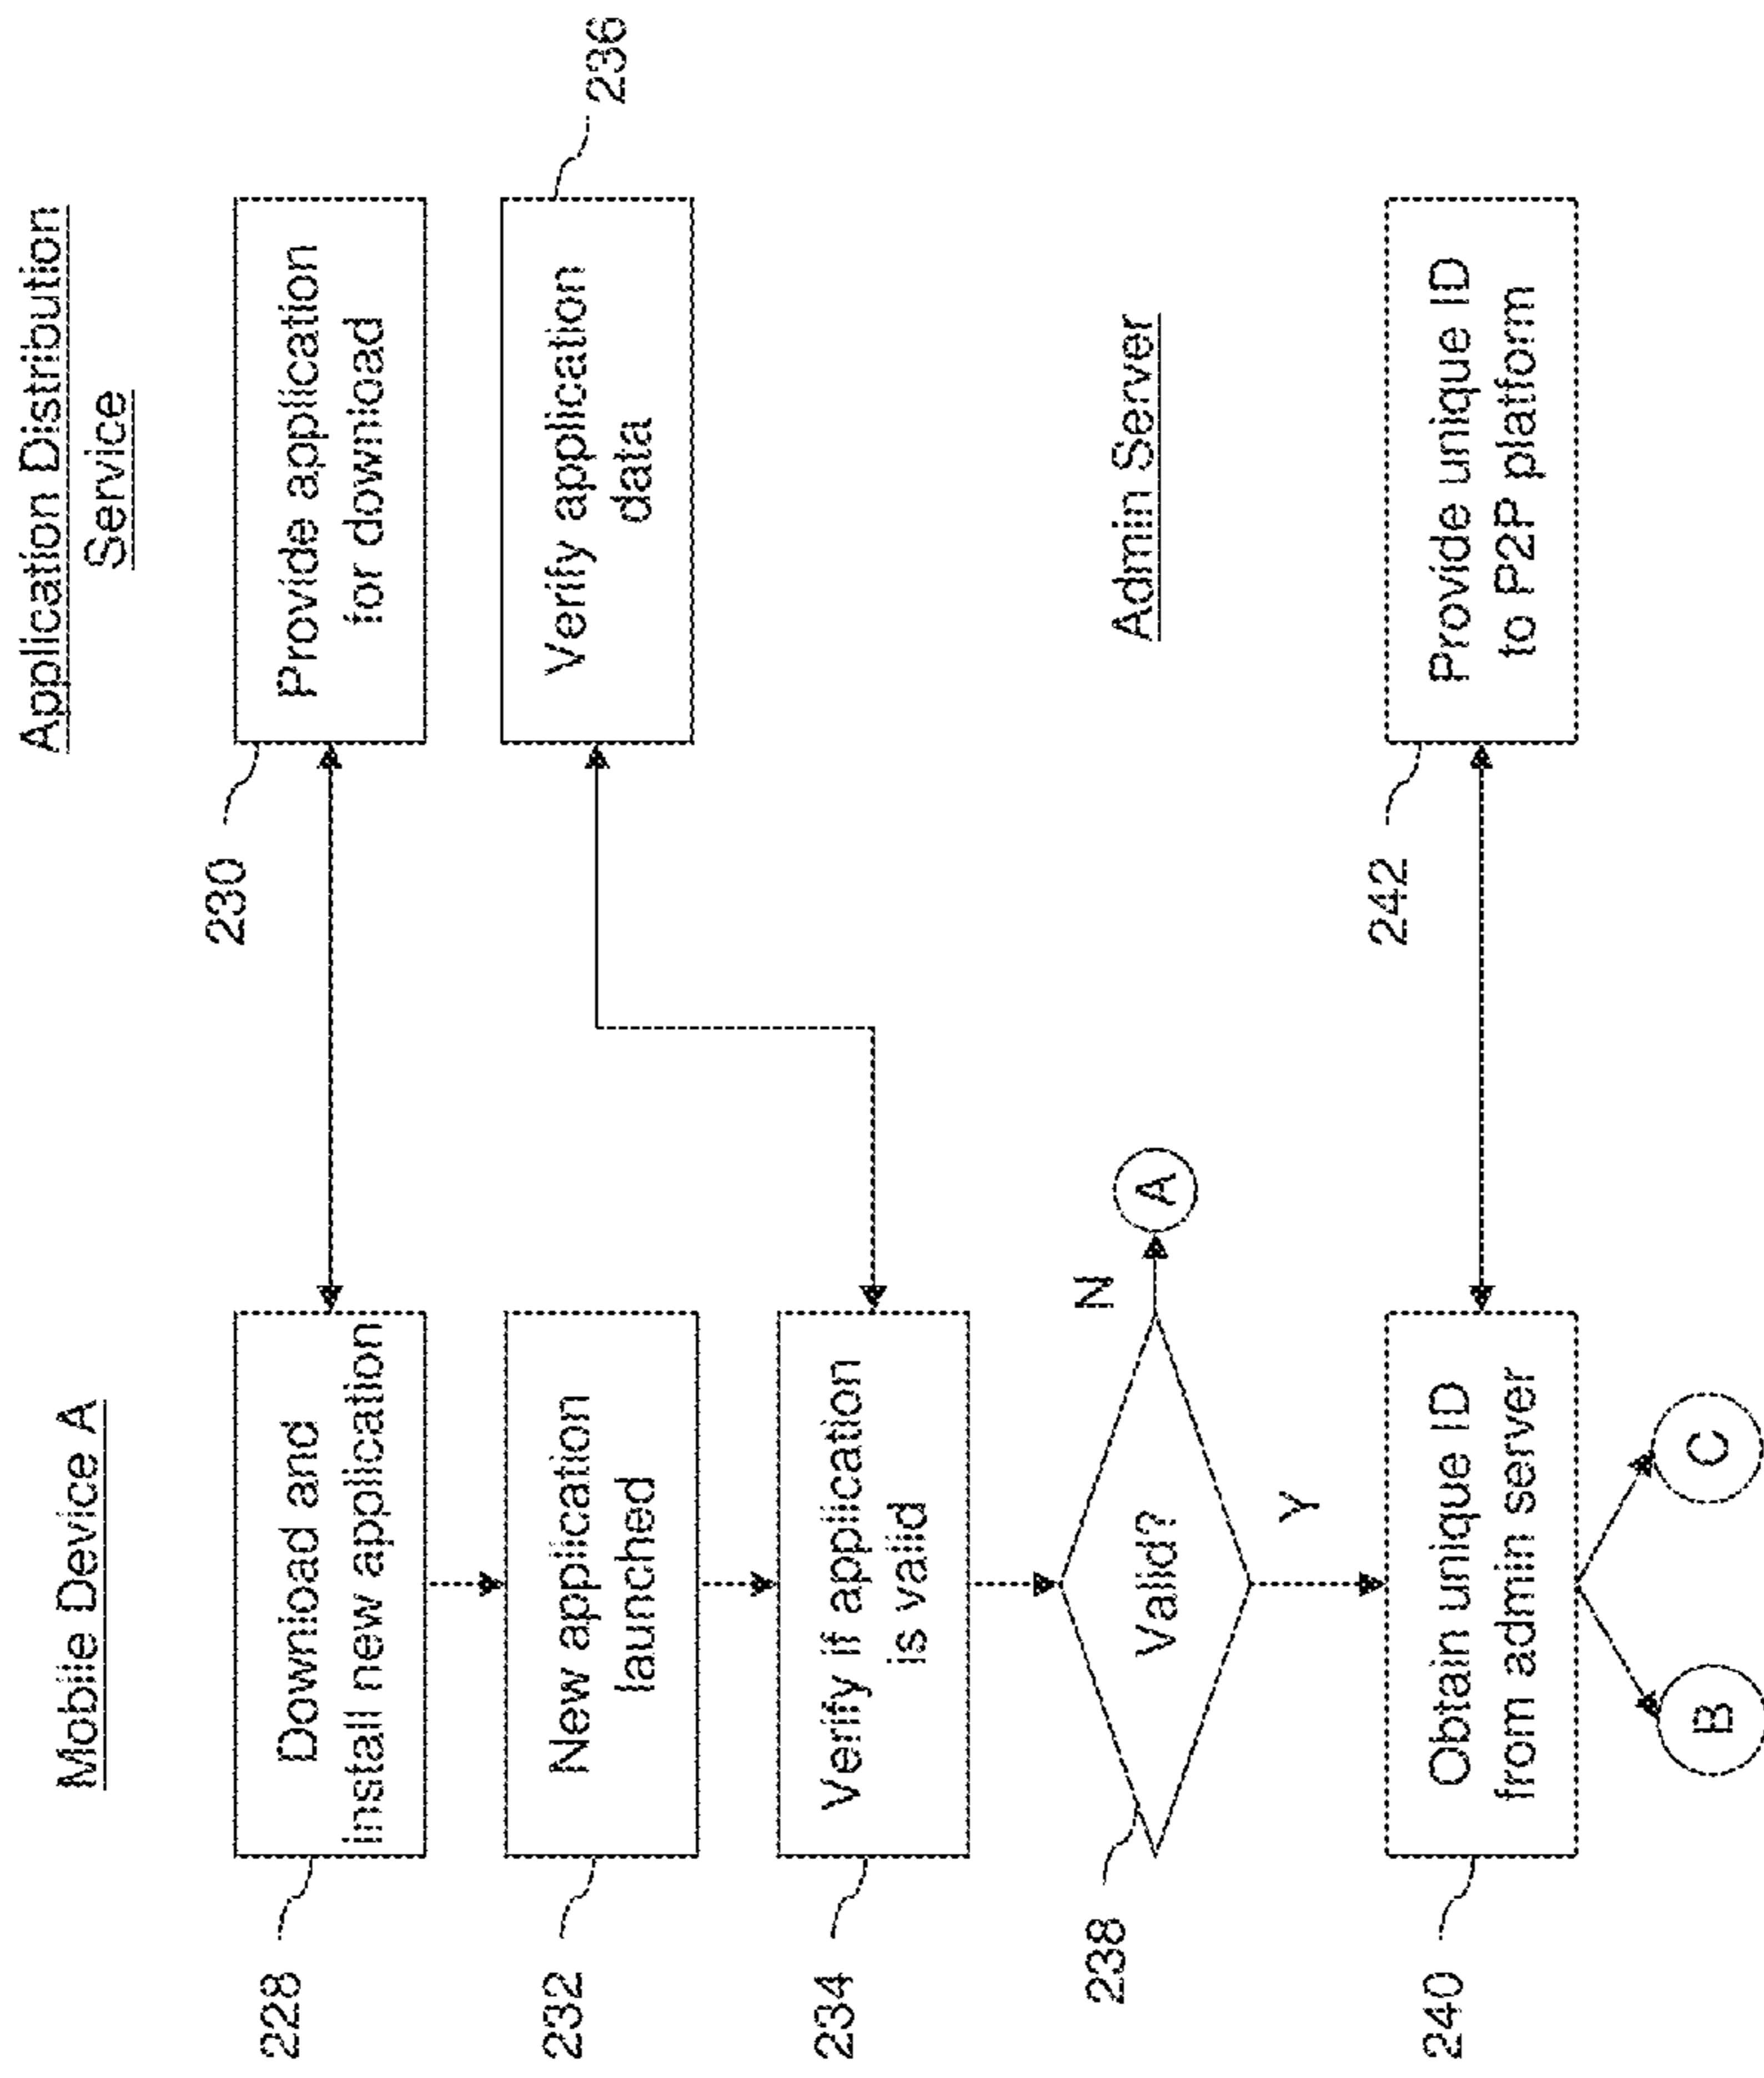 Mobile Device A
Application Distribution
Service
228
Download and
install new application
230
Provide application
for download
232
New application
launched
234
Verify if application
is valid
236
Verify application
data
238
Valid?
N
A
Y
Admin Server
240
Obtain unique ID
from admin server
242
Provide unique ID
to P2P platform
B
C